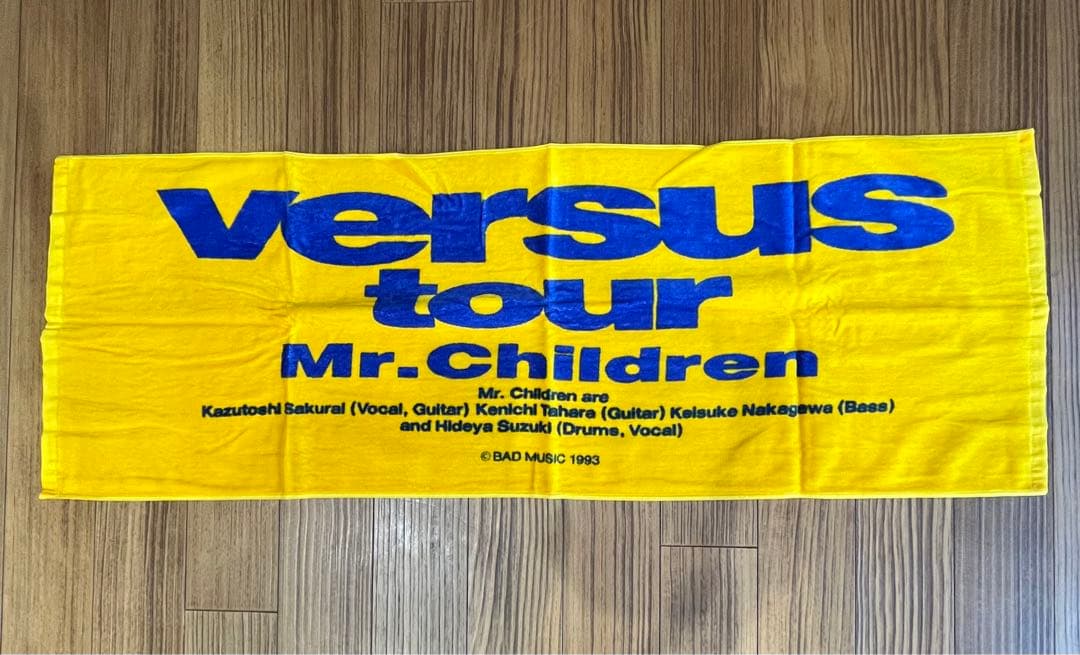 versus
tour
Mr.Children
Mr. Children are
Kazutoshi Sakurai (Vocal, Guitar) Kenichi Tahara (Guitar) Keisuke Nakagawa (Bass)
and Hideya Suzuki (Drums, Vocal)
©BAD MUSIC 1993